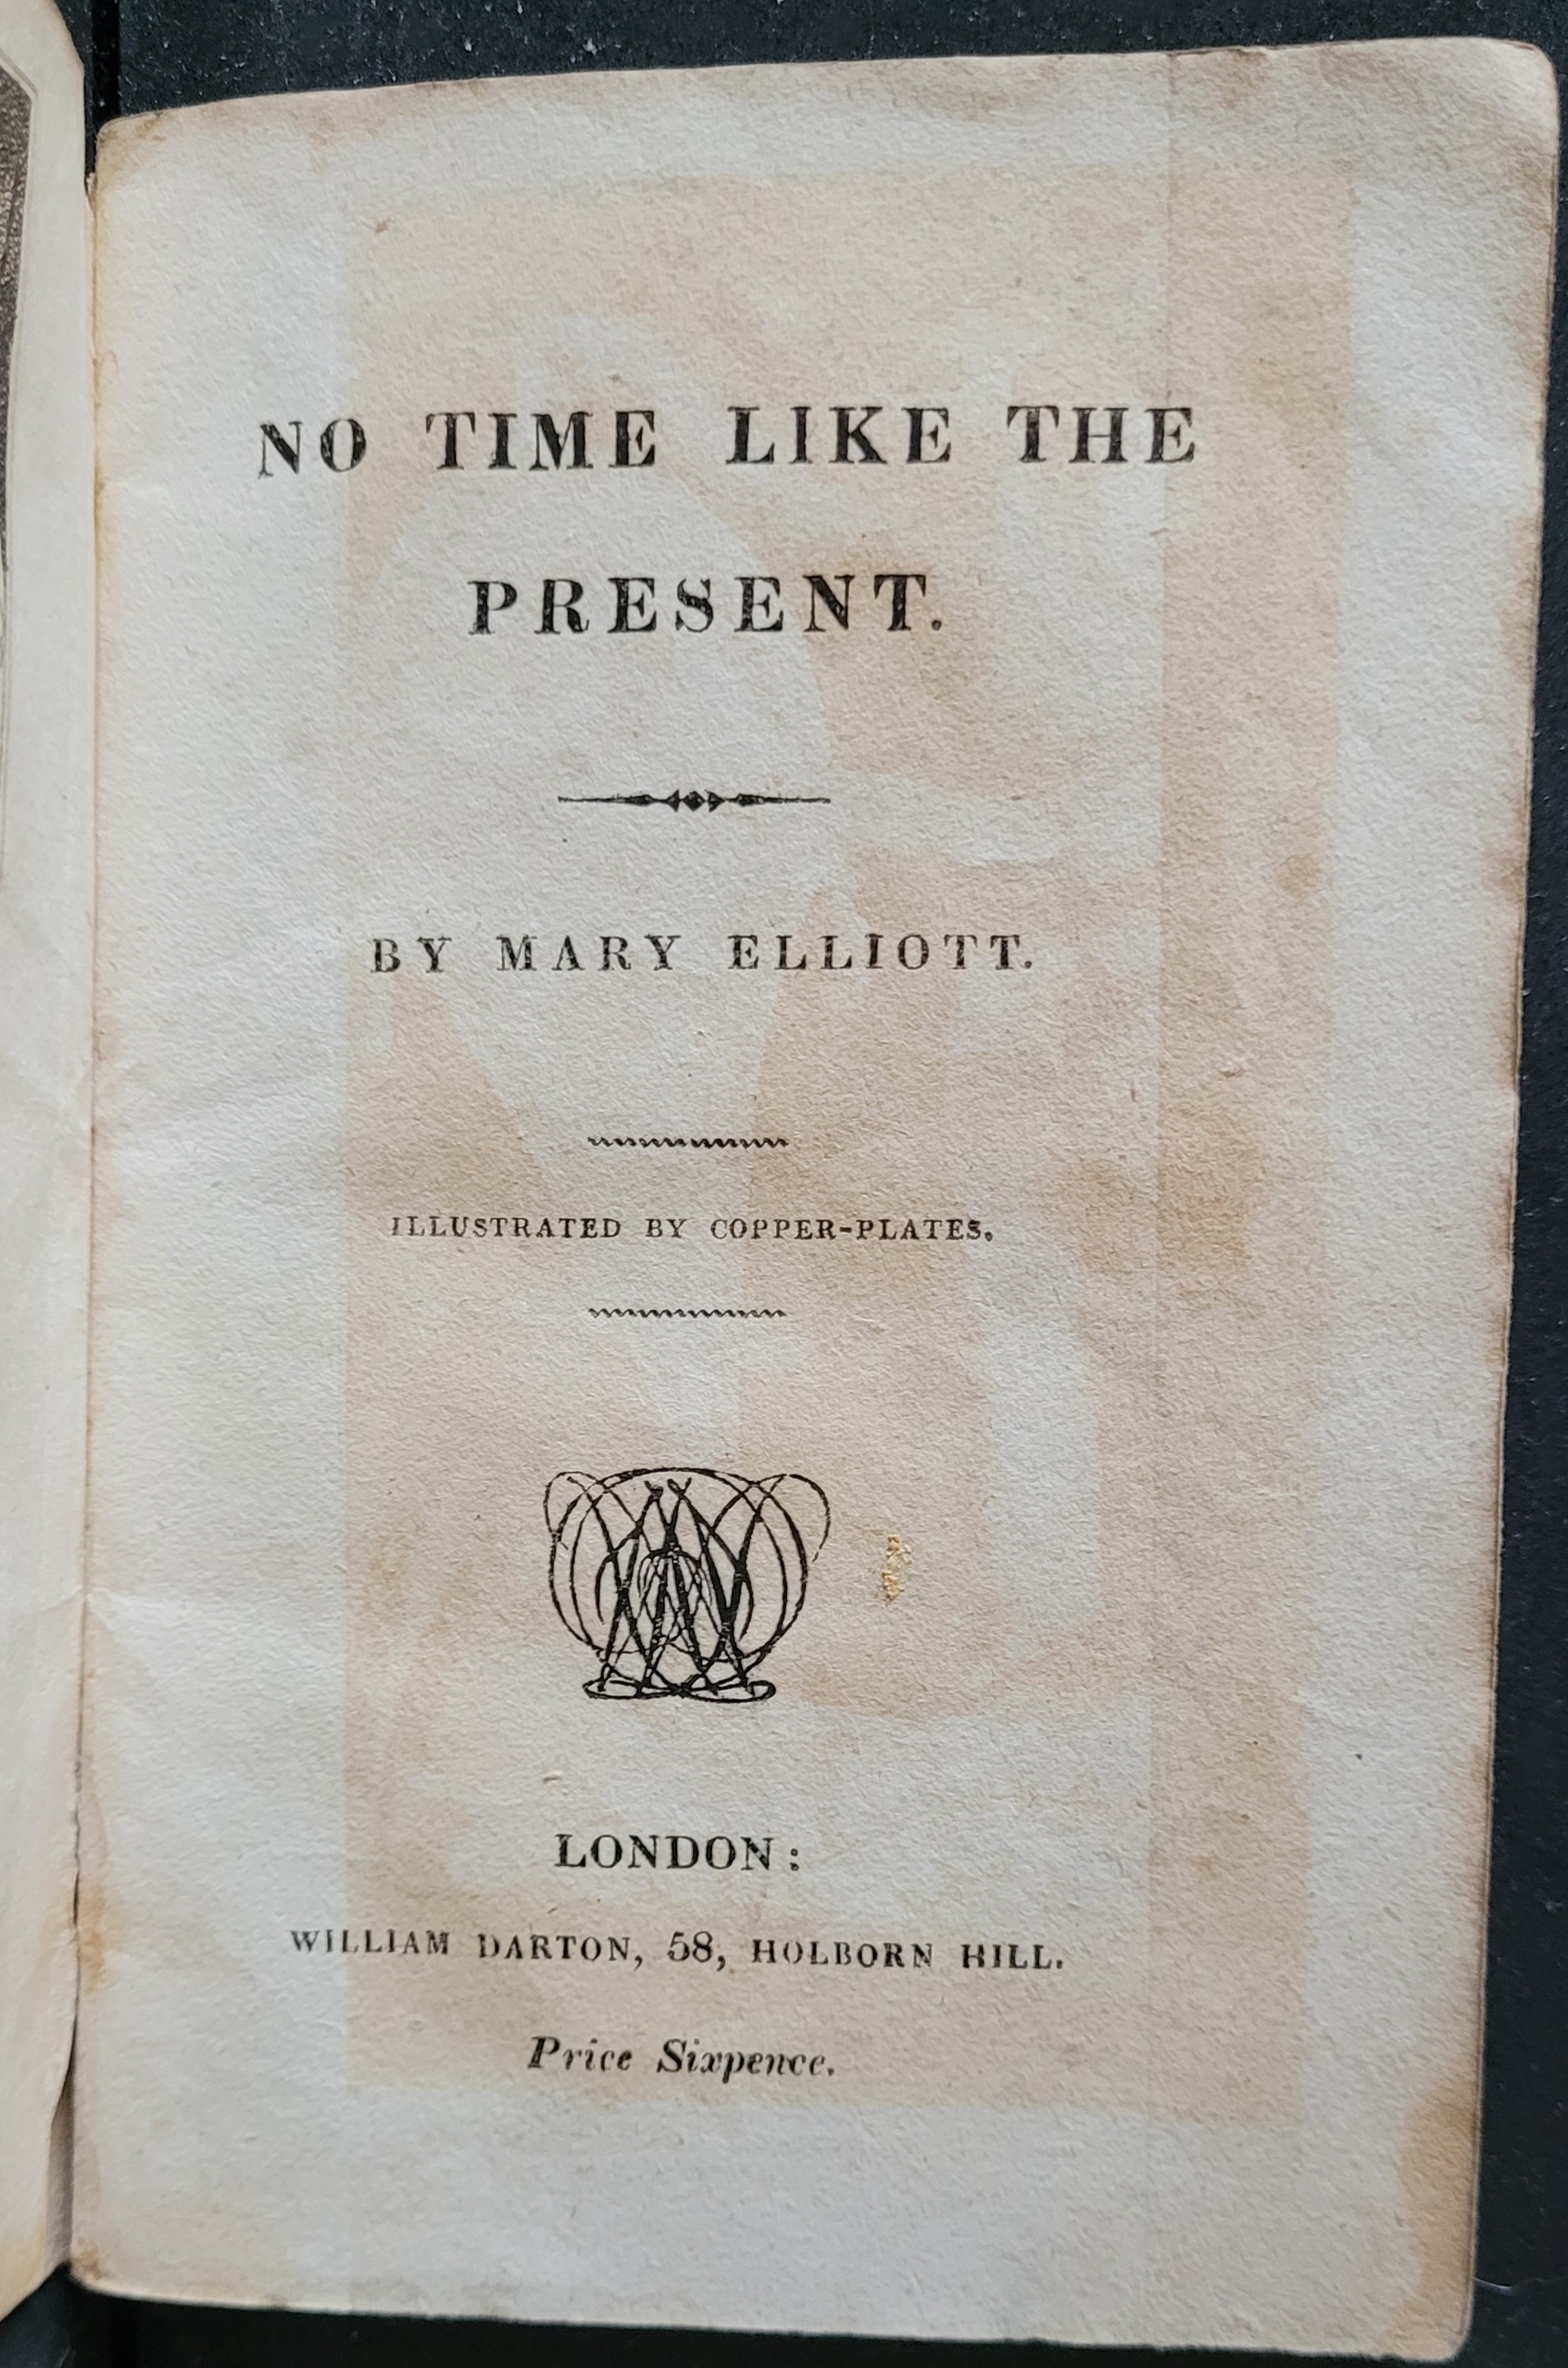 NO TIME LIKE THE
PRESENT.
BY MARY ELLIOTT.
ILLUSTRATED BY COPPER-PLATES.
LONDON:
WILLIAM DARTON, 58, HOLBORN HILL.
Price Sixpence.